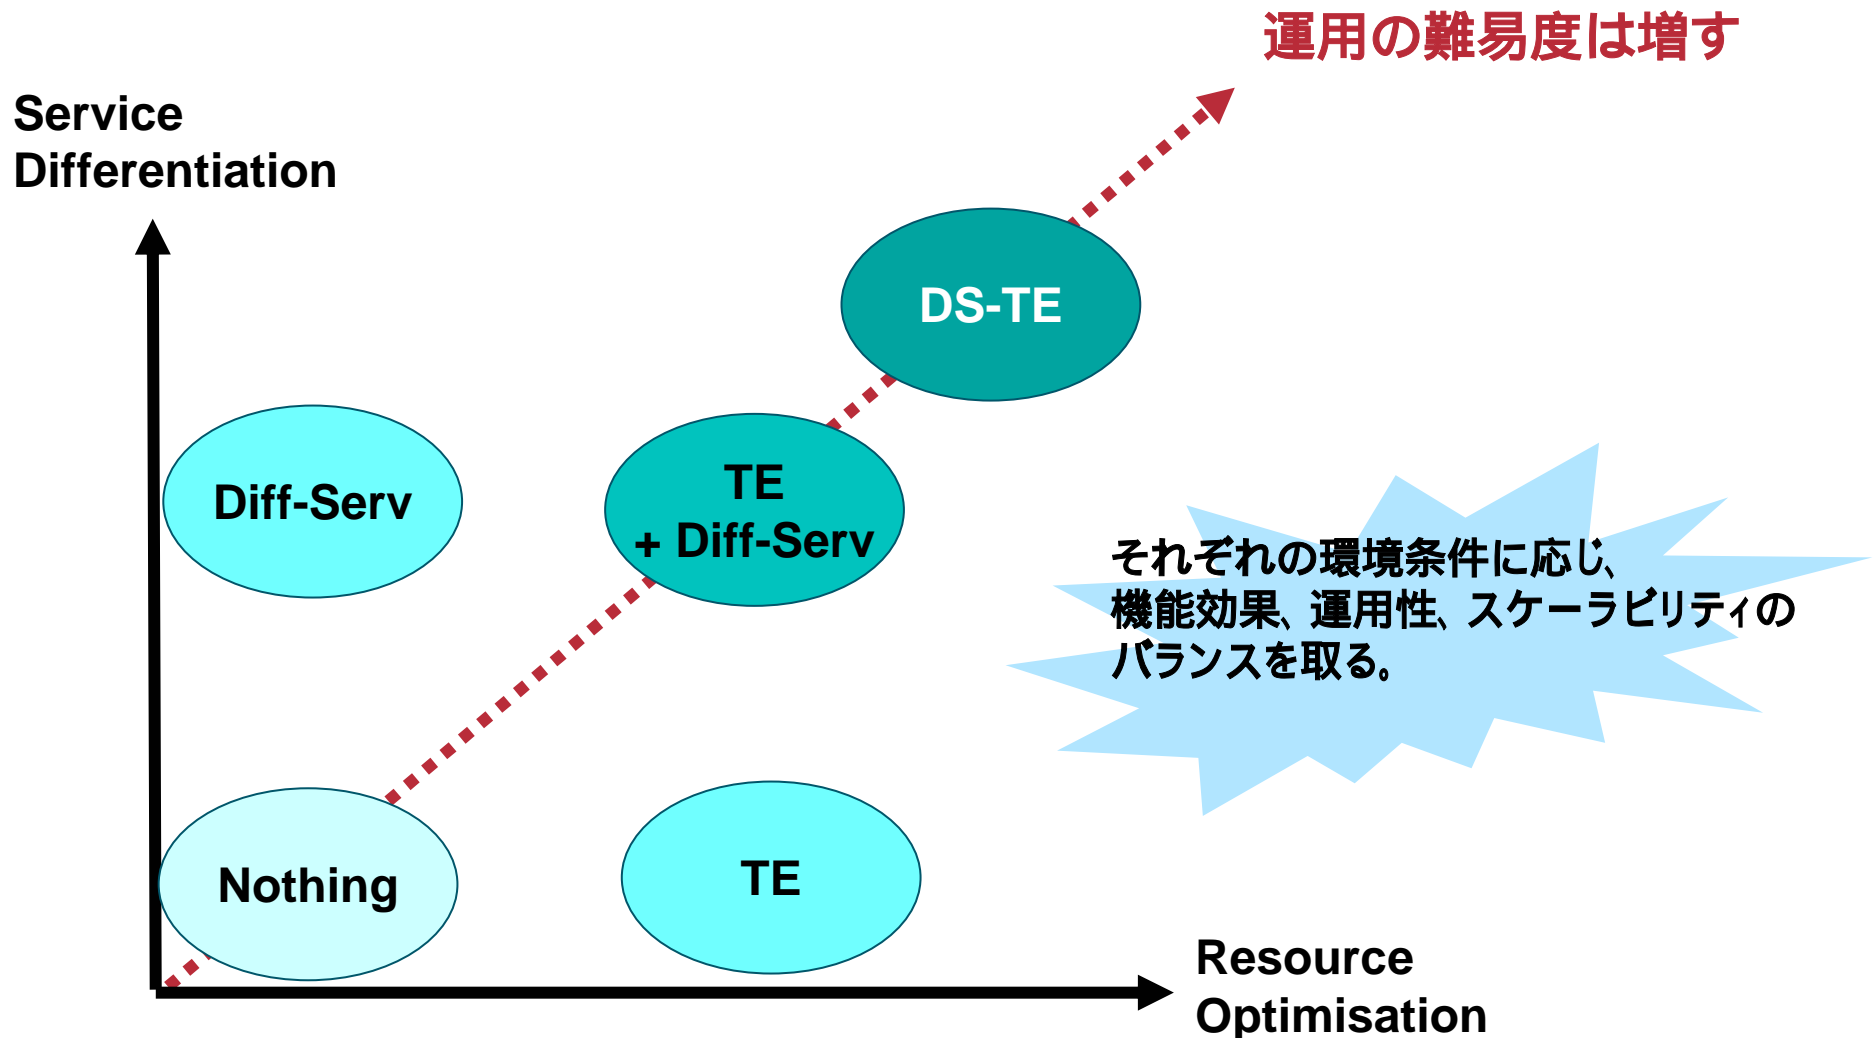 運用の難易度は増す
Service
Differentiation
DS-TE
Diff-Serv
TE
+ Diff-Serv
それぞれの環境条件に応じ、
機能効果、運用性、スケーラビリティの
バランスを取る。
Nothing
TE
Resource
Optimisation